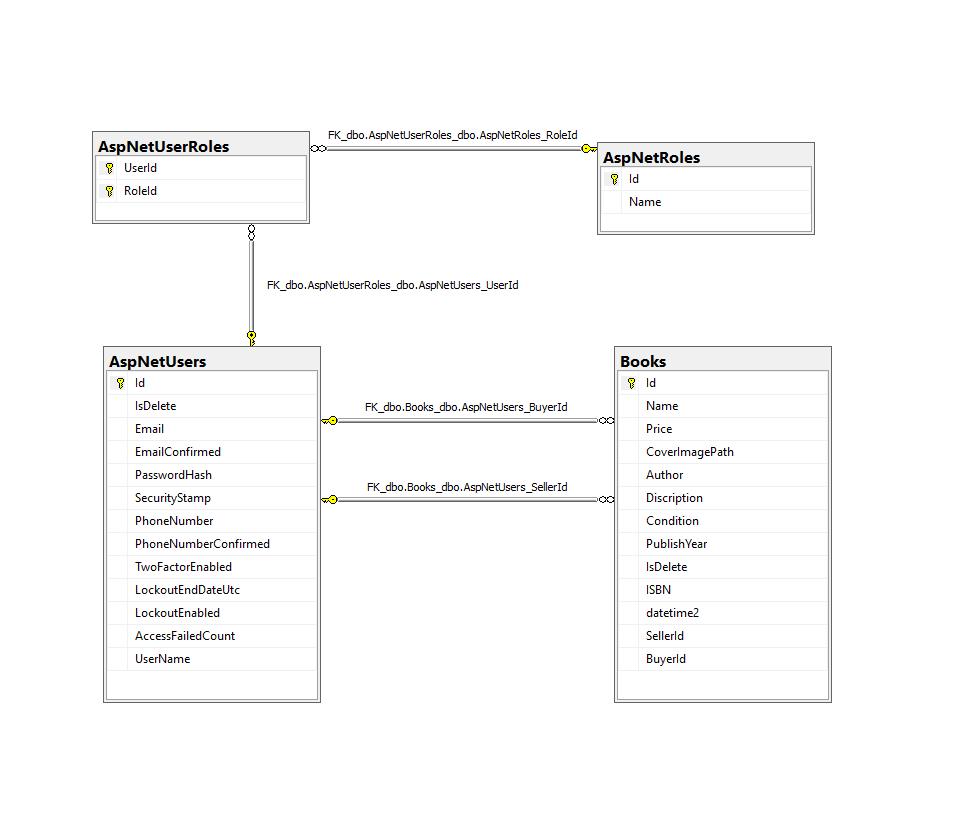 FK_dbo.AspNetUserRoles_dbo.AspNetRoles_RoleId
AspNetUserRoles
UserId
RoleId
AspNetRoles
Id
Name
FK_dbo.AspNetUserRoles_dbo.AspNetUsers_UserId
AspNetUsers
Id
IsDelete
Email
EmailConfirmed
PasswordHash
SecurityStamp
PhoneNumber
PhoneNumberConfirmed
TwoFactorEnabled
LockoutEndDateUtc
LockoutEnabled
AccessFailedCount
UserName
FK_dbo.Books_dbo.AspNetUsers_BuyerId
FK_dbo.Books_dbo.AspNetUsers_SellerId
Books
Id
Name
Price
CoverImagePath
Author
Discription
Condition
PublishYear
IsDelete
ISBN
datetime2
SellerId
BuyerId